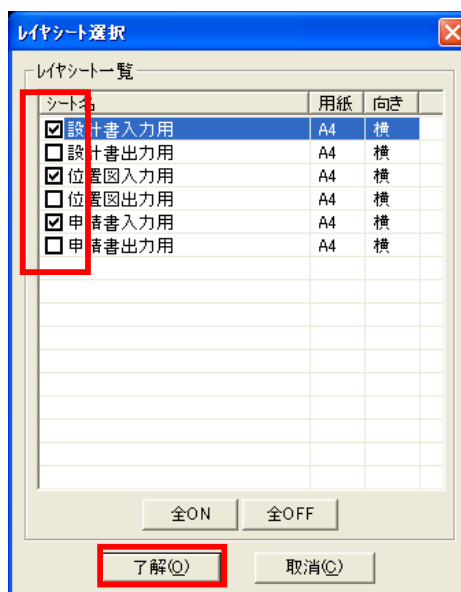 レイヤシート選択
レイヤシート一覧
シート名 用紙 向き
設計書入力用 A4 横
設計書出力用 A4 横
位置図入力用 A4 横
位置図出力用 A4 横
申請書入力用 A4 横
申請書出力用 A4 横
全ON 全OFF
了解(O) 取消(C)